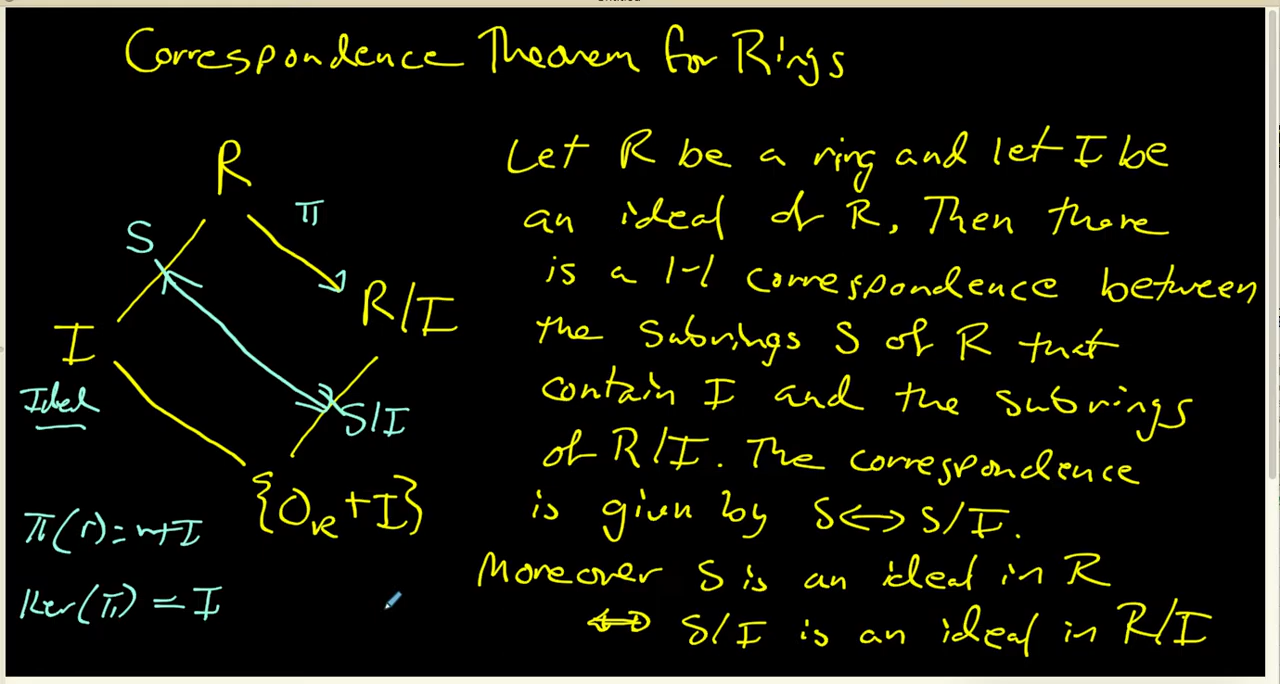 Correspondence Theorem for Rings
R
π
S
R/I
I
Ideal
S/I
{0_R + I}
π(r) = r+I
Ker(π) = I
Let R be a ring and let I be
an ideal of R. Then there
is a 1-1 correspondence between
the subrings S of R that
contain I and the subrings
of R/I. The correspondence
is given by S ↔ S/I.
Moreover S is an ideal in R
⇔ S/I is an ideal in R/I